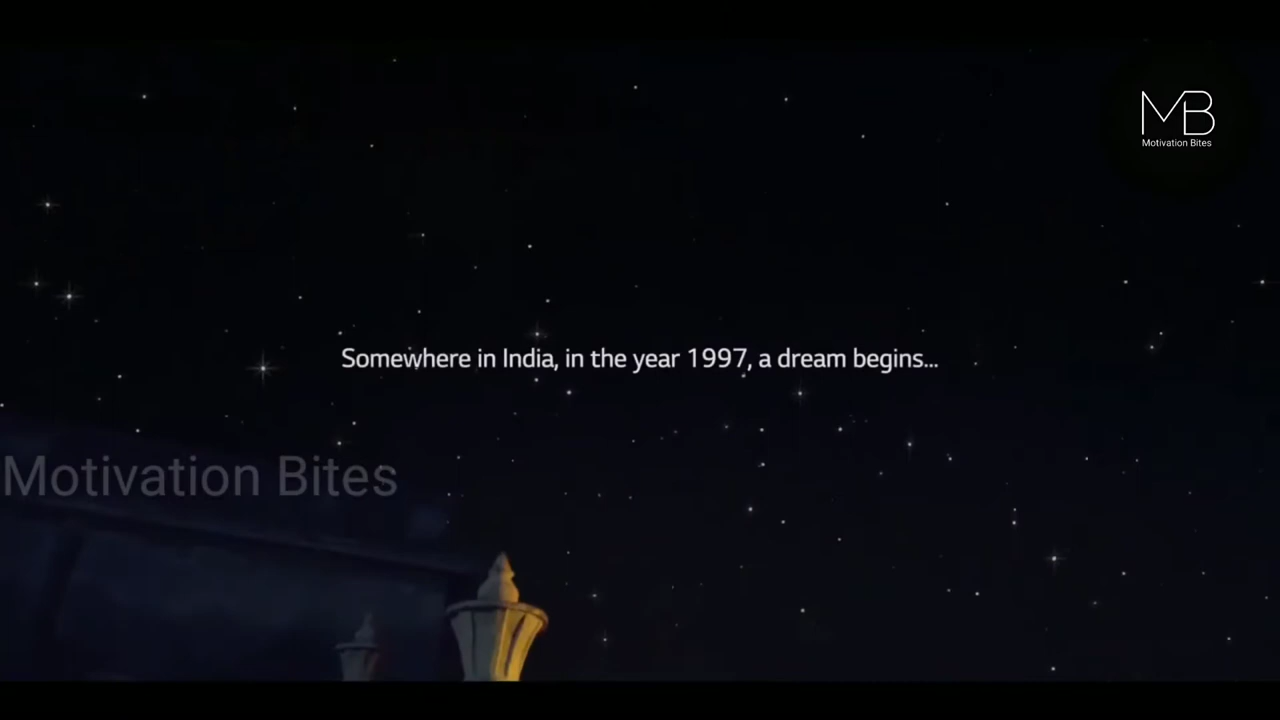 MB
Motivation Bites
Somewhere in India, in the year 1997, a dream begins...
Motivation Bites